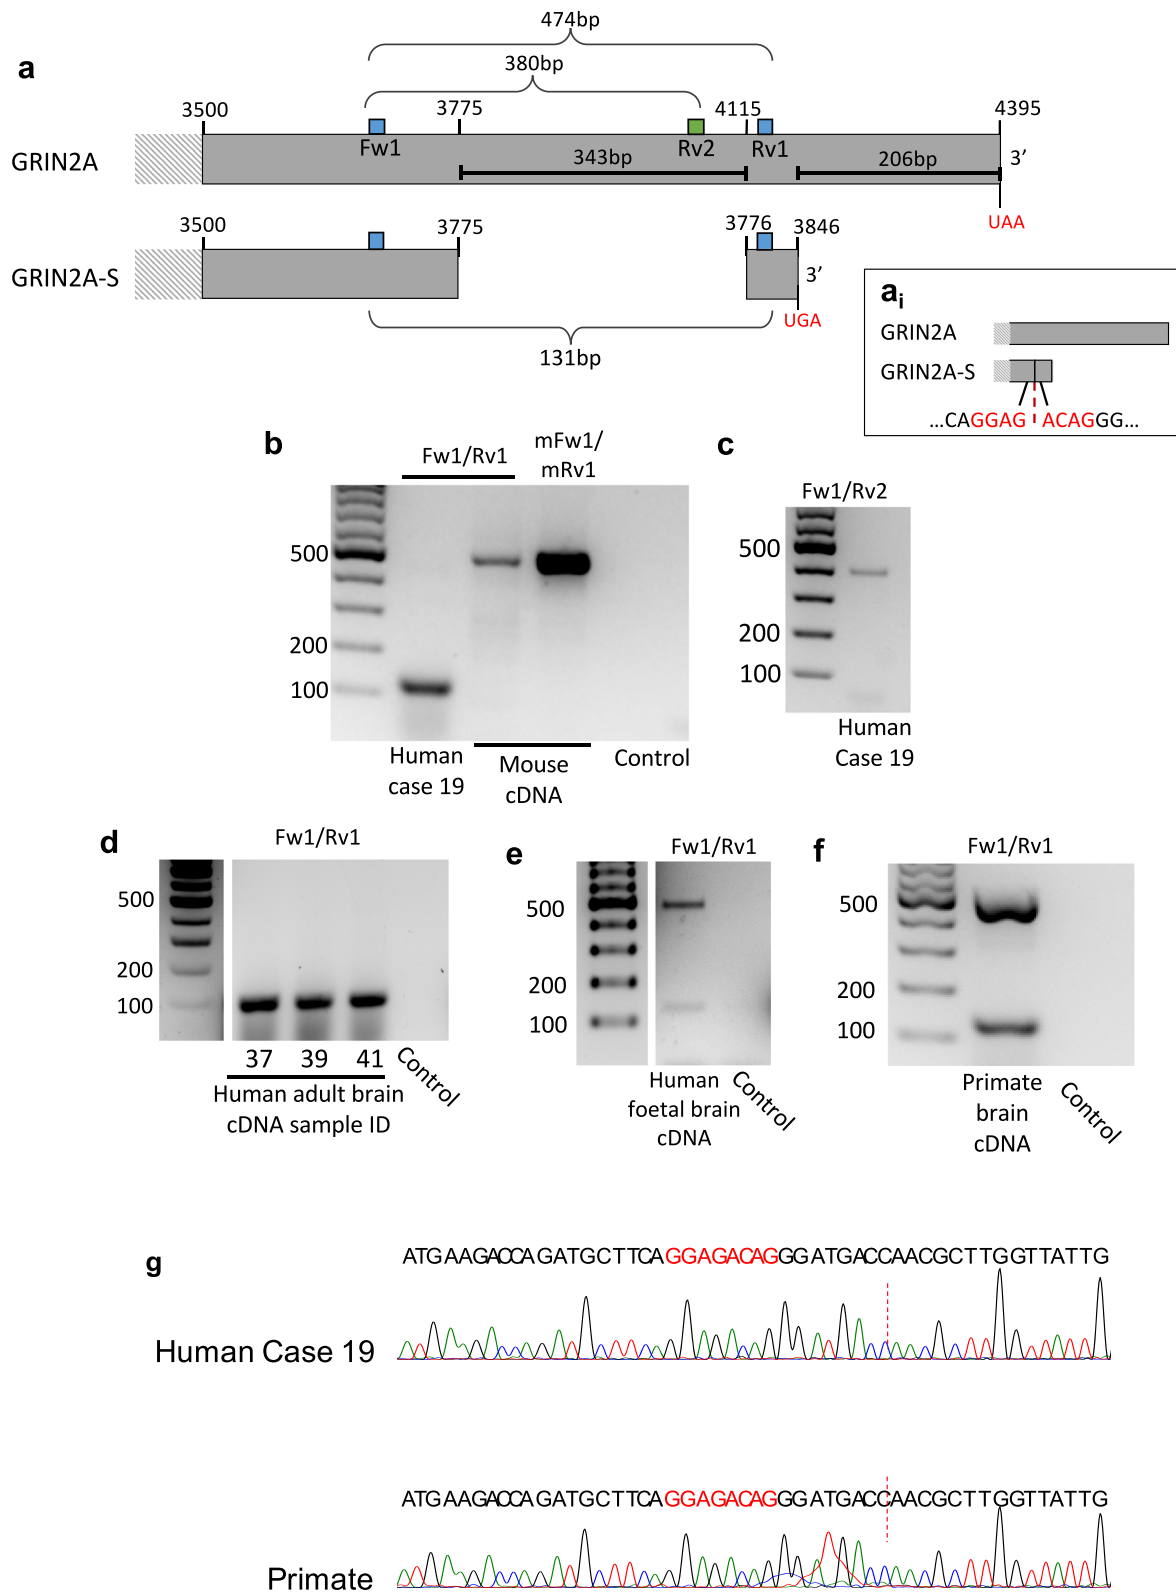 474bp
a
380bp
3500
3775
4115
4395
Fw1
Rv2
Rv1
GRIN2A
343bp
206bp
3’
UAA
3500
3775
3776
3846
GRIN2A-S
3’
UGA
131bp
ai
GRIN2A
GRIN2A-S
...CAGGAG ACAGGG...
b
Fw1/Rv1
mFw1/
mRv1
500
200
100
Human
case 19
Mouse
cDNA
Control
c
Fw1/Rv2
500
200
100
Human
Case 19
d
Fw1/Rv1
500
200
100
37 39 41
Human adult brain
cDNA sample ID
Control
e
Fw1/Rv1
500
200
100
Human
foetal brain
cDNA
Control
f
Fw1/Rv1
500
200
100
Primate
brain
cDNA
Control
g
ATGAAGACCAGATGCTTCAGGAGACAGGGATGACCAACGCTTGGTTATTG
Human Case 19
ATGAAGACCAGATGCTTCAGGAGACAGGGATGACCAACGCTTGGTTATTG
Primate